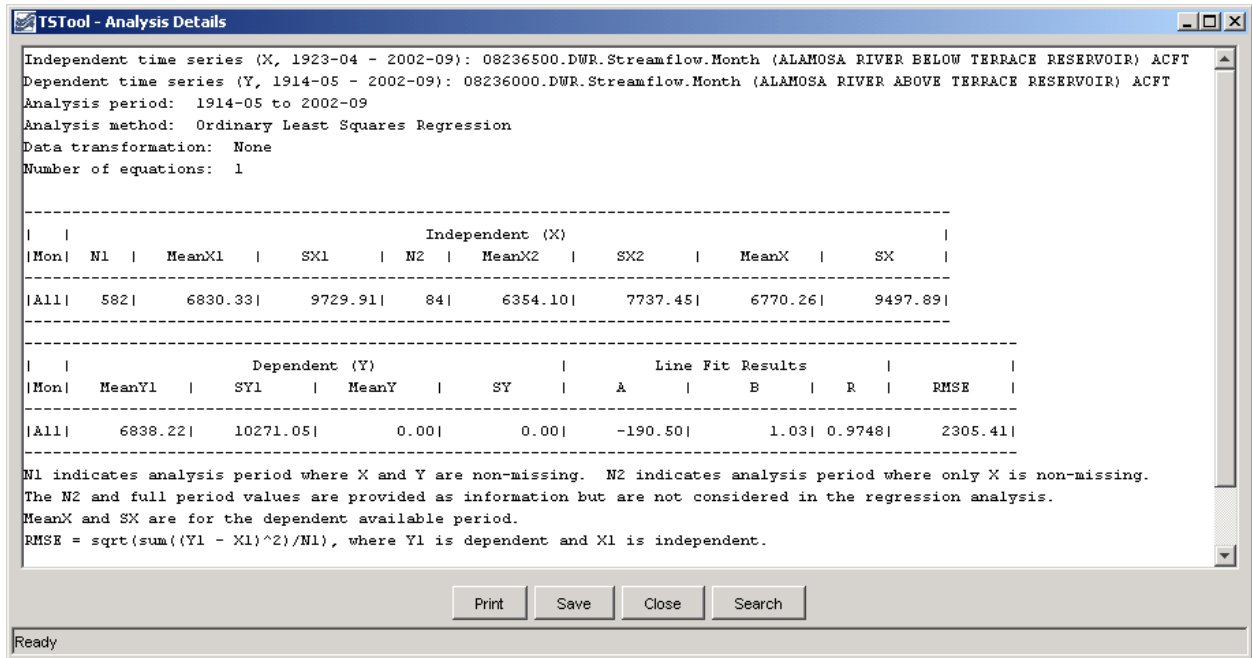 TSTool - Analysis Details
Independent time series (X, 1923-04 - 2002-09): 08236500.DWR.Streamflow.Month (ALAMOSA RIVER BELOW TERRACE RESERVOIR) ACFT
Dependent time series (Y, 1914-05 - 2002-09): 08236000.DWR.Streamflow.Month (ALAMOSA RIVER ABOVE TERRACE RESERVOIR) ACFT
Analysis period:  1914-05 to 2002-09
Analysis method:  Ordinary Least Squares Regression
Data transformation:  None
Number of equations:  1
|   |                                     Independent (X)                                       |
|Mon|  N1  |   MeanX1    |    SX1      |  N2  |   MeanX2    |    SX2      |    MeanX    |     SX      |
|All|   582|      6830.33|      9729.91|    84|      6354.10|      7737.45|      6770.26|      9497.89|
|   |                   Dependent (Y)                       |         Line Fit Results        |            |
|Mon|   MeanY1    |    SY1      |   MeanY     |     SY      |     A       |      B      |   R   |    RMSE    |
|All|      6838.22|     10271.05|         0.00|         0.00|      -190.50|         1.03| 0.9748|     2305.41|
N1 indicates analysis period where X and Y are non-missing.  N2 indicates analysis period where only X is non-missing.
The N2 and full period values are provided as information but are not considered in the regression analysis.
MeanX and SX are for the dependent available period.
RMSE = sqrt(sum((Y1 - X1)^2)/N1), where Y1 is dependent and X1 is independent.
Print Save Close Search
Ready